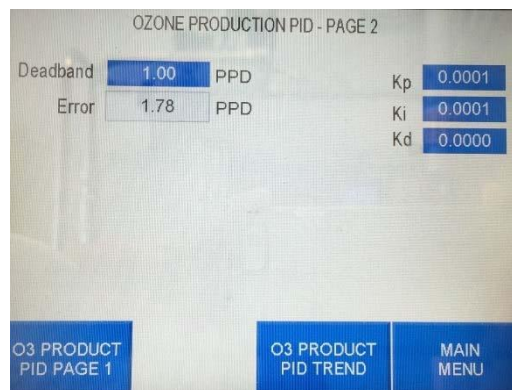 OZONE PRODUCTION PID - PAGE 2
Deadband 1.00 PPD
Kp 0.0001
Error 1.78 PPD
Ki 0.0001
Kd 0.0000
O3 PRODUCT
PID PAGE 1
O3 PRODUCT
PID TREND
MAIN
MENU